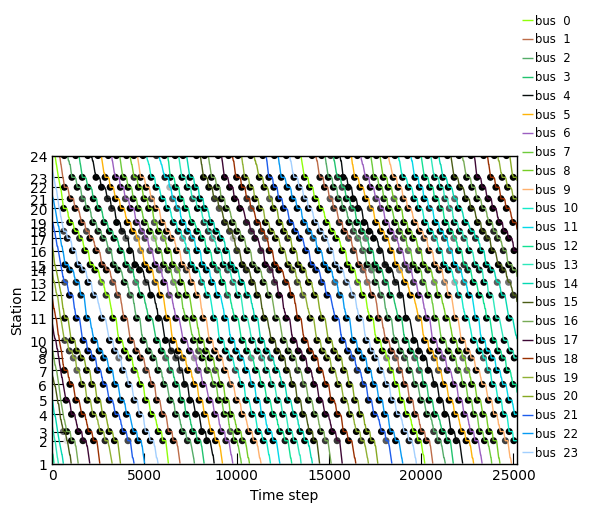 bus 0
bus 1
bus 2
bus 3
bus 4
bus 5
bus 6
bus 7
bus 8
bus 9
bus 10
bus 11
bus 12
bus 13
bus 14
bus 15
bus 16
bus 17
bus 18
bus 19
bus 20
bus 21
bus 22
bus 23
24
23
22
21
20
19
18
17
16
15
14
13
12
11
10
9
8
7
6
5
4
3
2
1
Station
0 5000 10000 15000 20000 25000
Time step